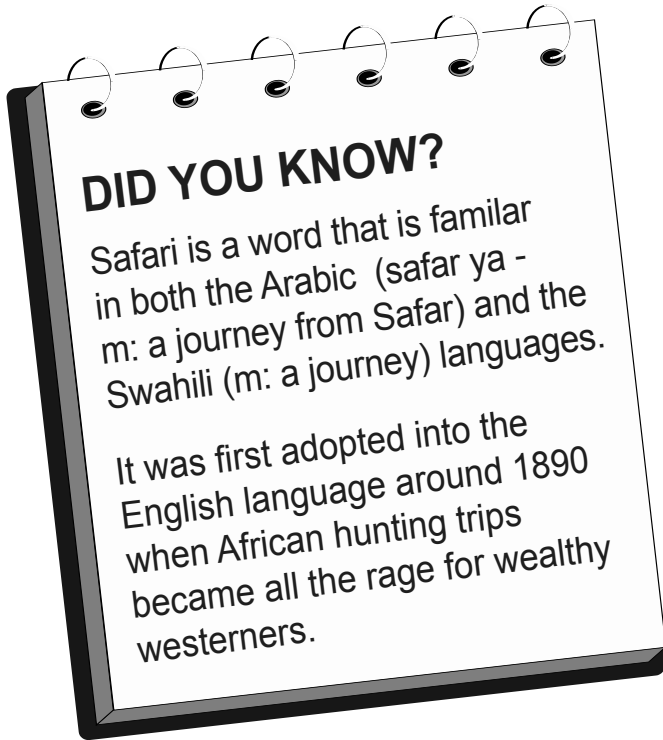 DID YOU KNOW?
Safari is a word that is familar
in both the Arabic  (safar ya -
m: a journey from Safar) and the
Swahili (m: a journey) languages.
It was first adopted into the
English language around 1890
when African hunting trips
became all the rage for wealthy
westerners.